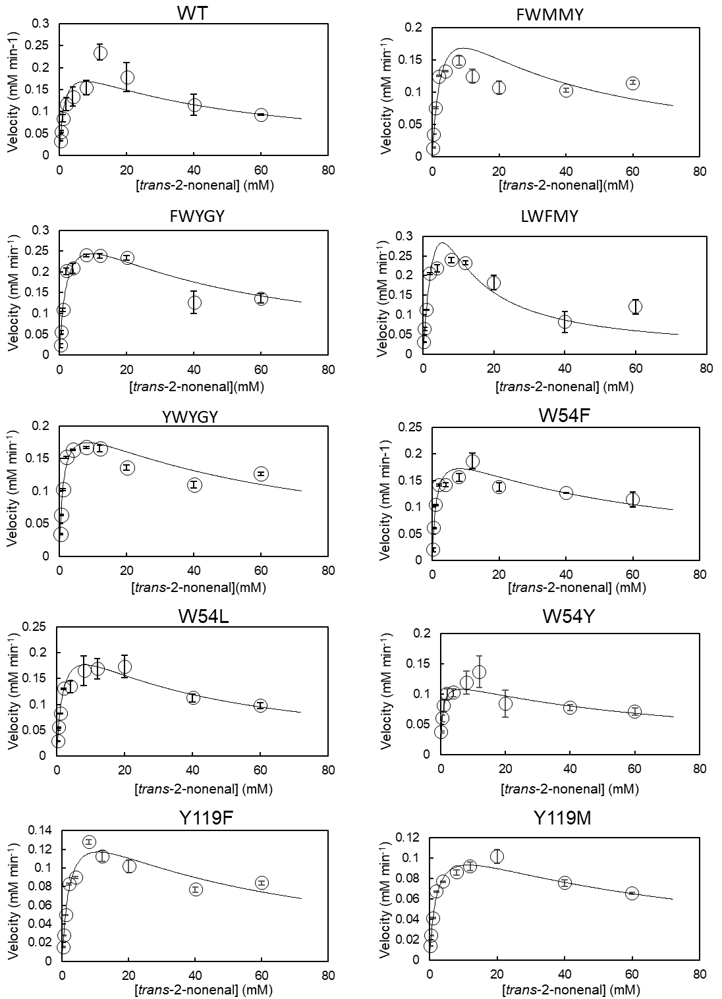 WT
0.3
0.25
0.2
0.15
0.1
0.05
0
0 20 40 60 80
Velocity (mM min-1)
[trans-2-nonenal] (mM)
FWMMY
0.2
0.15
0.1
0.05
0
0 20 40 60 80
Velocity (mM min⁻¹)
[trans-2-nonenal](mM)
FWYGY
0.3
0.25
0.2
0.15
0.1
0.05
0
0 20 40 60 80
Velocity (mM min⁻¹)
[trans-2-nonenal](mM)
LWFMY
0.3
0.25
0.2
0.15
0.1
0.05
0
0 20 40 60 80
Velocity (mM min⁻¹)
[trans-2-nonenal] (mM)
YWYGY
0.2
0.15
0.1
0.05
0
0 20 40 60 80
Velocity (mM min⁻¹)
[trans-2-nonenal](mM)
W54F
0.25
0.2
0.15
0.1
0.05
0
0 20 40 60 80
Velocity (mM min-1)
[trans-2-nonenal] (mM)
W54L
0.25
0.2
0.15
0.1
0.05
0
0 20 40 60 80
Velocity (mM min⁻¹)
[trans-2-nonenal] (mM)
W54Y
0.2
0.15
0.1
0.05
0
0 20 40 60 80
Velocity (mM min⁻¹)
[trans-2-nonenal] (mM)
Y119F
0.14
0.12
0.1
0.08
0.06
0.04
0.02
0
0 20 40 60 80
Velocity (mM min⁻¹)
[trans-2-nonenal] (mM)
Y119M
0.12
0.1
0.08
0.06
0.04
0.02
0
0 20 40 60 80
Velocity (mM min⁻¹)
[trans-2-nonenal] (mM)